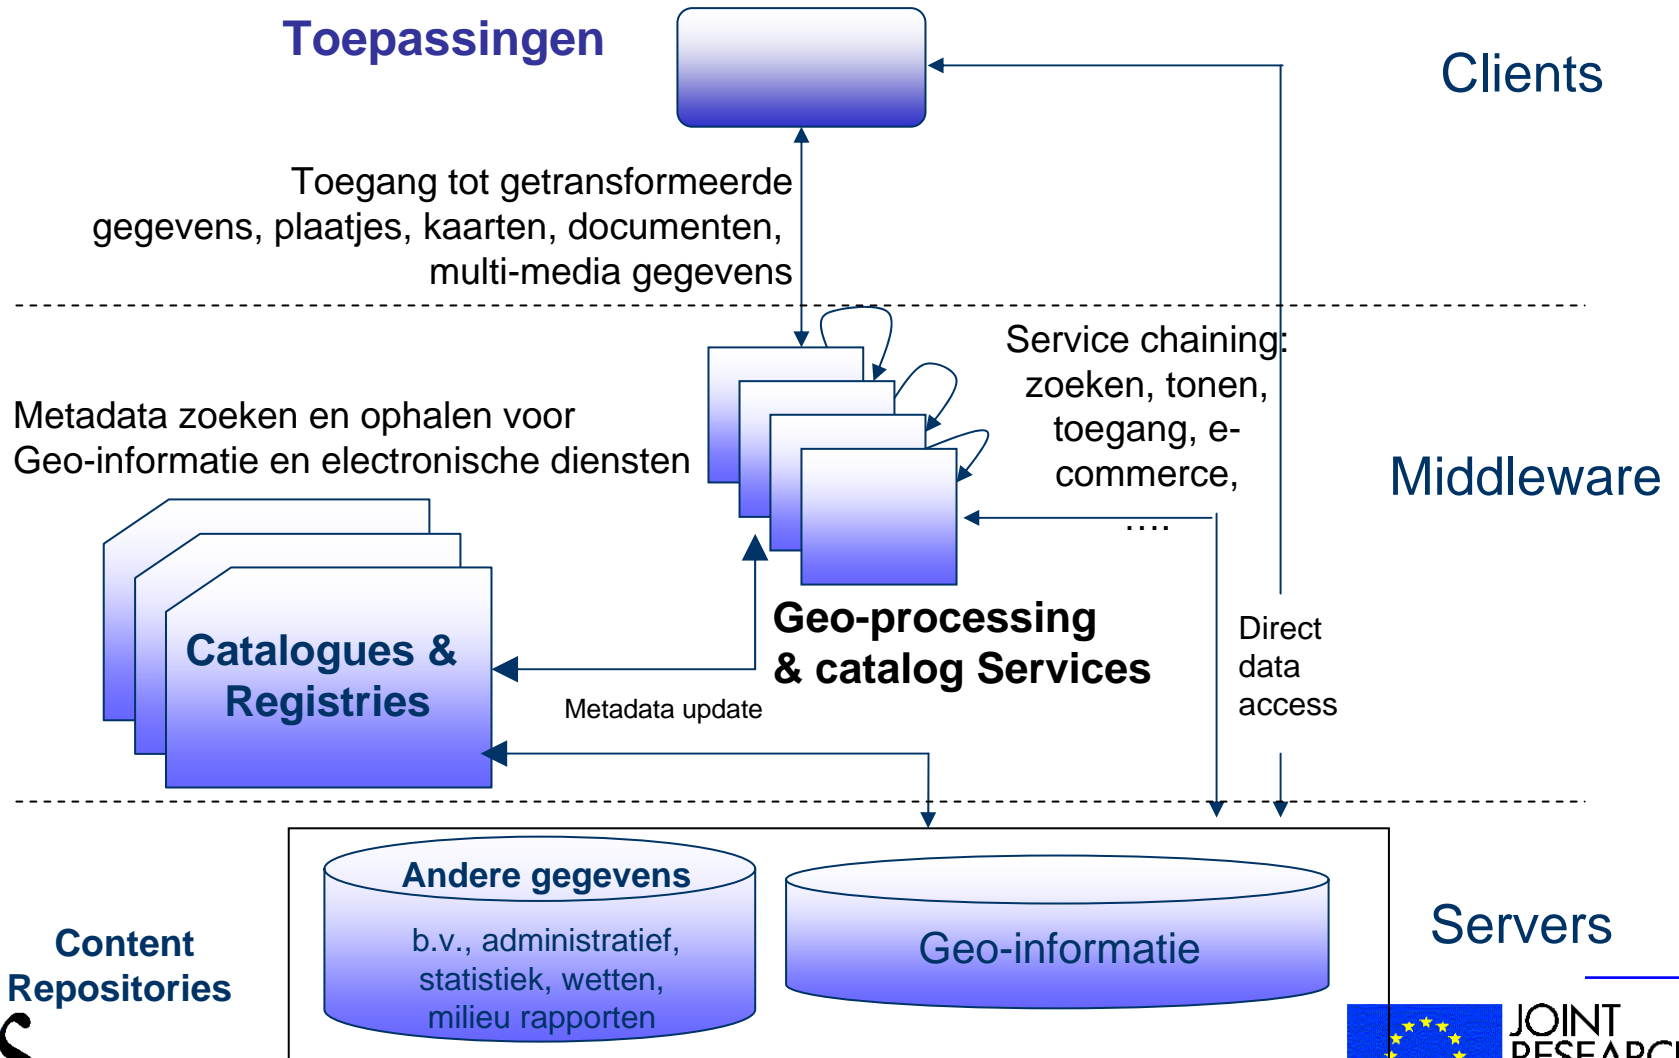 Toepassingen
Clients
Toegang tot getransformeerde
gegevens, plaatjes, kaarten, documenten,
multi-media gegevens
Service chaining:
zoeken, tonen,
toegang, e-
commerce,
....
Metadata zoeken en ophalen voor
Geo-informatie en electronische diensten
Middleware
Catalogues &
Registries
Geo-processing
& catalog Services
Metadata update
Direct
data
access
Andere gegevens
b.v., administratief,
statistiek, wetten,
milieu rapporten
Geo-informatie
Servers
Content
Repositories
JOINT
RESEARC